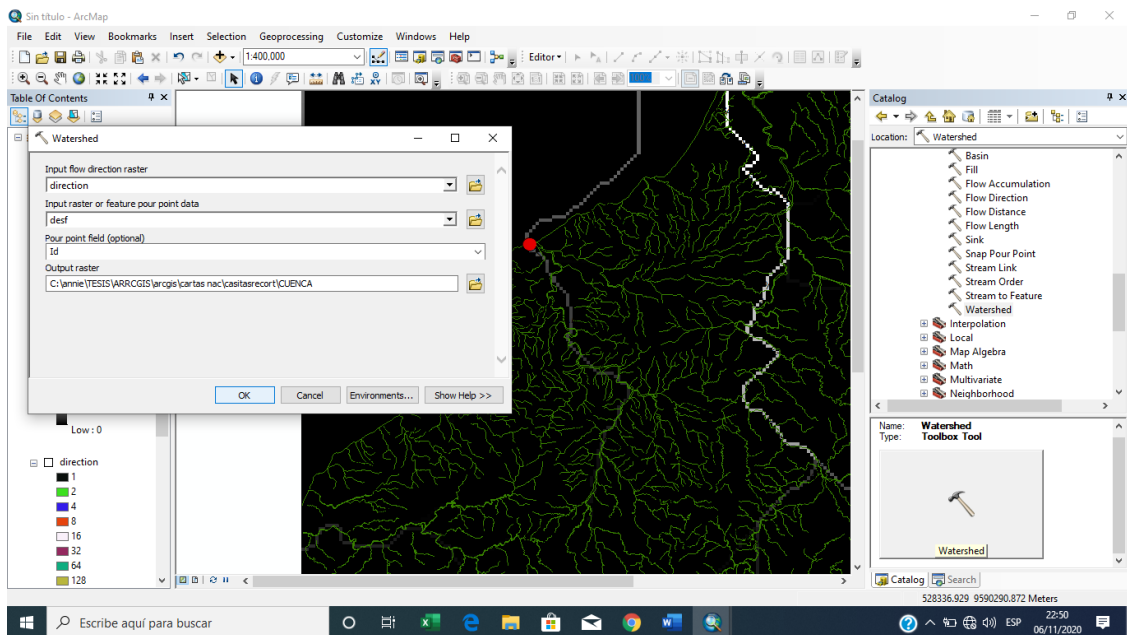 Sin título - ArcMap
File Edit View Bookmarks Insert Selection Geoprocessing Customize Windows Help
1:400,000
Editor
Table Of Contents
Watershed
Input flow direction raster
direction
Input raster or feature pour point data
desf
Pour point field (optional)
Id
Output raster
C:\annie\TESIS\ARRCGIS\arcgis\cartas nac\casitasrecort\CUENCA
OK Cancel Environments... Show Help >>
Low : 0
direction
1
2
4
8
16
32
64
128
Catalog
Location: Watershed
Basin
Fill
Flow Accumulation
Flow Direction
Flow Distance
Flow Length
Sink
Snap Pour Point
Stream Link
Stream Order
Stream to Feature
Watershed
Interpolation
Local
Map Algebra
Math
Multivariate
Neighborhood
Name: Watershed
Type: Toolbox Tool
Watershed
Catalog Search
528336.929 9590290.872 Meters
Escribe aquí para buscar
ESP
22:50
06/11/2020